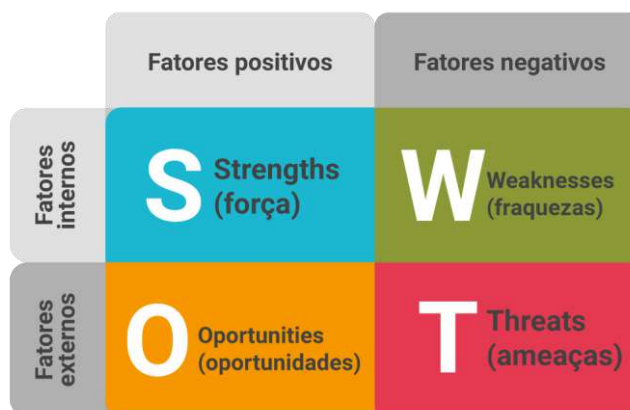 Fatores positivos
Fatores negativos
Fatores
internos
S
Strengths
(força)
W
Weaknesses
(fraquezas)
Fatores
externos
O
Oportunities
(oportunidades)
T
Threats
(ameaças)